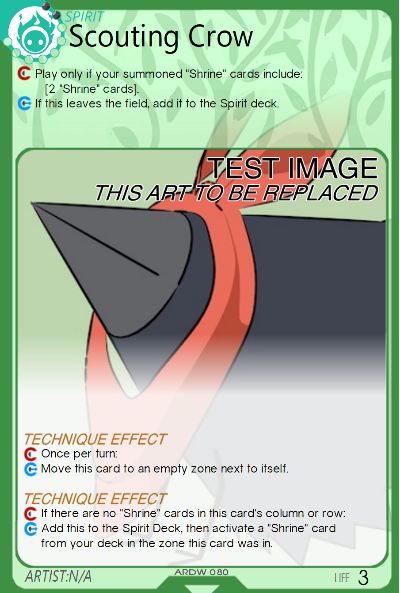 SPIRIT
Scouting Crow
C Play only if your summoned "Shrine" cards include:
[2 "Shrine" cards].
If this leaves the field, add it to the Spirit deck.
TEST IMAGE
THIS ART TO BE REPLACED
TECHNIQUE EFFECT
C Once per turn:
Move this card to an empty zone next to itself.
TECHNIQUE EFFECT
C If there are no "Shrine" cards in this card's column or row:
Add this to the Spirit Deck, then activate a "Shrine" card
from your deck in the zone this card was in.
ARTIST:N/A
ARDW 080
LIFE 3